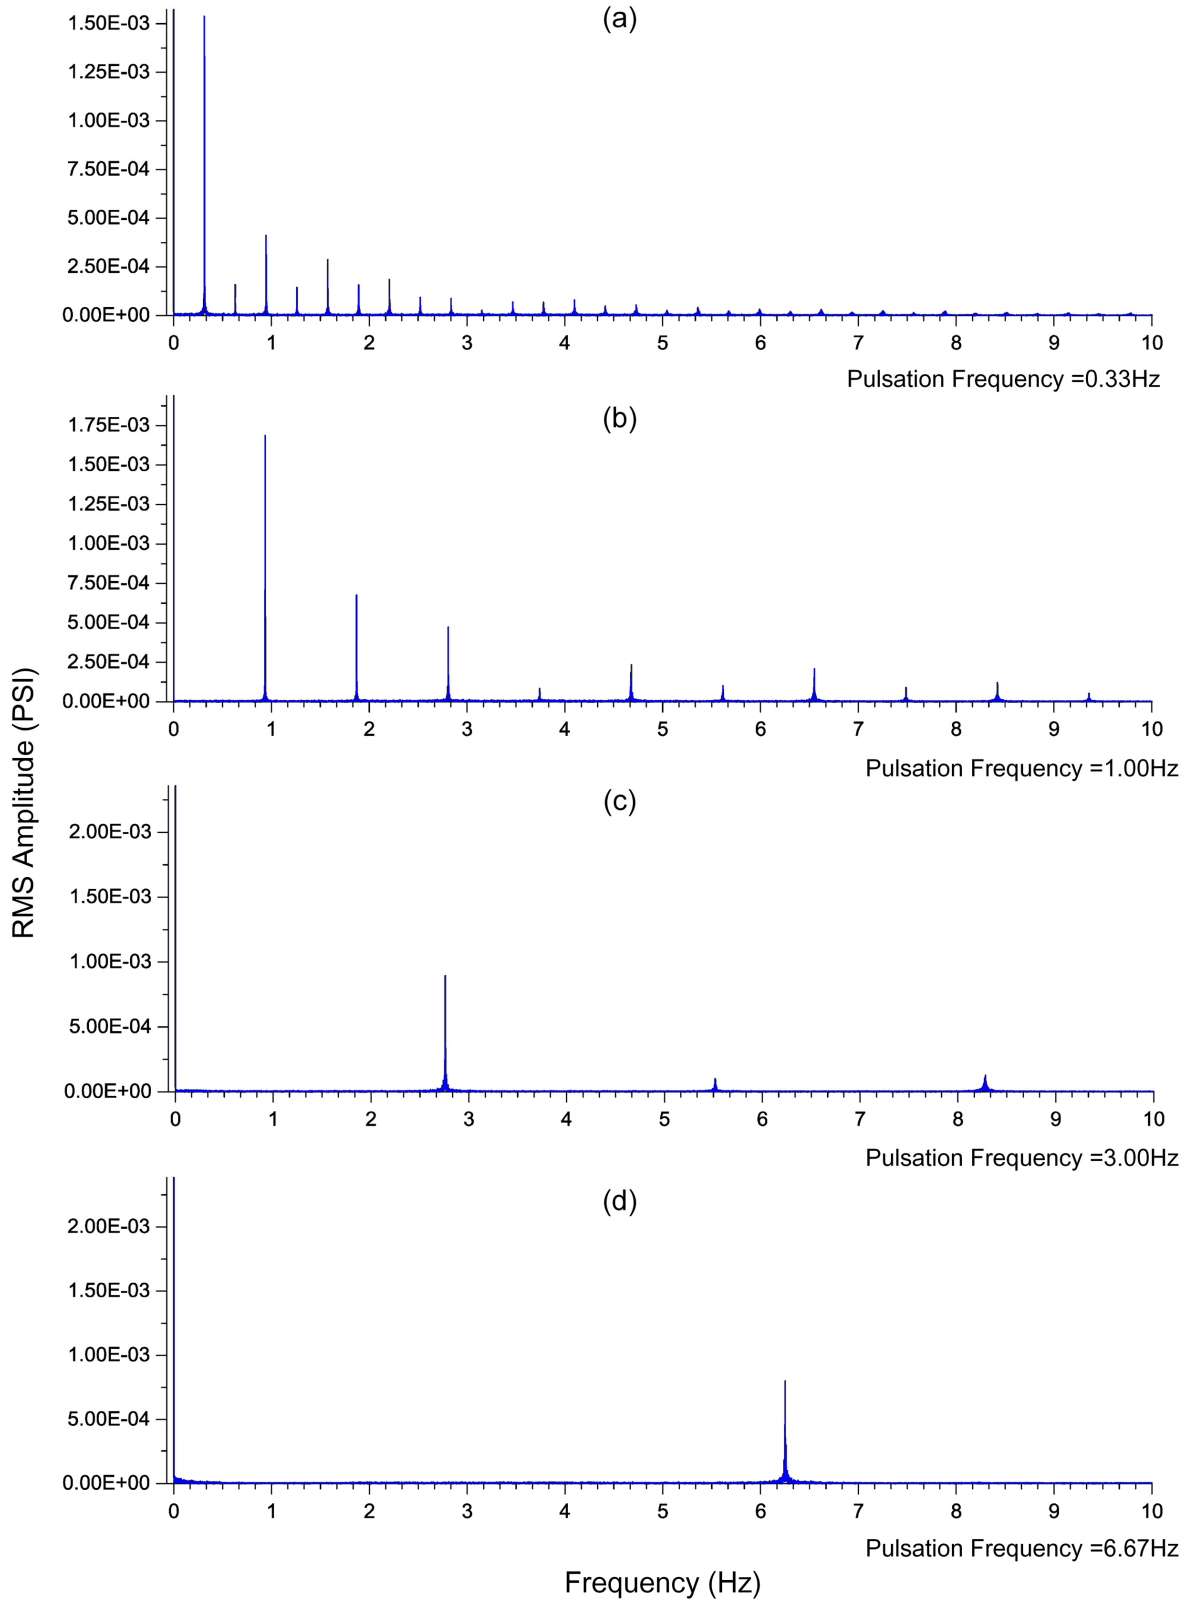 (a)
1.50E-03
1.25E-03
1.00E-03
7.50E-04
5.00E-04
2.50E-04
0.00E+00
0 1 2 3 4 5 6 7 8 9 10
Pulsation Frequency =0.33Hz
(b)
1.75E-03
1.50E-03
1.25E-03
1.00E-03
7.50E-04
5.00E-04
2.50E-04
0.00E+00
0 1 2 3 4 5 6 7 8 9 10
Pulsation Frequency =1.00Hz
RMS Amplitude (PSI)
(c)
2.00E-03
1.50E-03
1.00E-03
5.00E-04
0.00E+00
0 1 2 3 4 5 6 7 8 9 10
Pulsation Frequency =3.00Hz
(d)
2.00E-03
1.50E-03
1.00E-03
5.00E-04
0.00E+00
0 1 2 3 4 5 6 7 8 9 10
Pulsation Frequency =6.67Hz
Frequency (Hz)